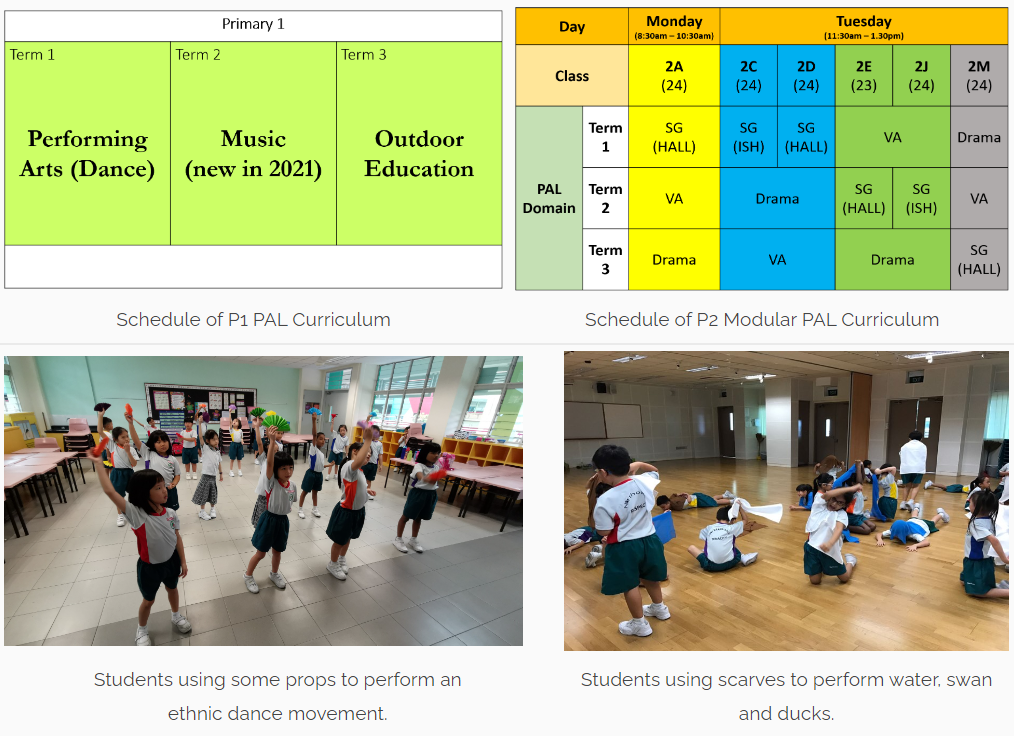 Primary 1
Term 1
Term 2
Term 3
Performing
Arts (Dance)
Music
(new in 2021)
Outdoor
Education
Day
Monday
(8:30am – 10:30am)
Tuesday
(11:30am – 1.30pm)
Class
2A
(24)
2C
(24)
2D
(24)
2E
(23)
2J
(24)
2M
(24)
PAL
Domain
Term
1
SG
(HALL)
SG
(ISH)
SG
(HALL)
VA
Drama
Term
2
VA
Drama
SG
(HALL)
SG
(ISH)
VA
Term
3
Drama
VA
Drama
SG
(HALL)
Schedule of P1 PAL Curriculum
Schedule of P2 Modular PAL Curriculum
Students using some props to perform an
ethnic dance movement.
Students using scarves to perform water, swan
and ducks.